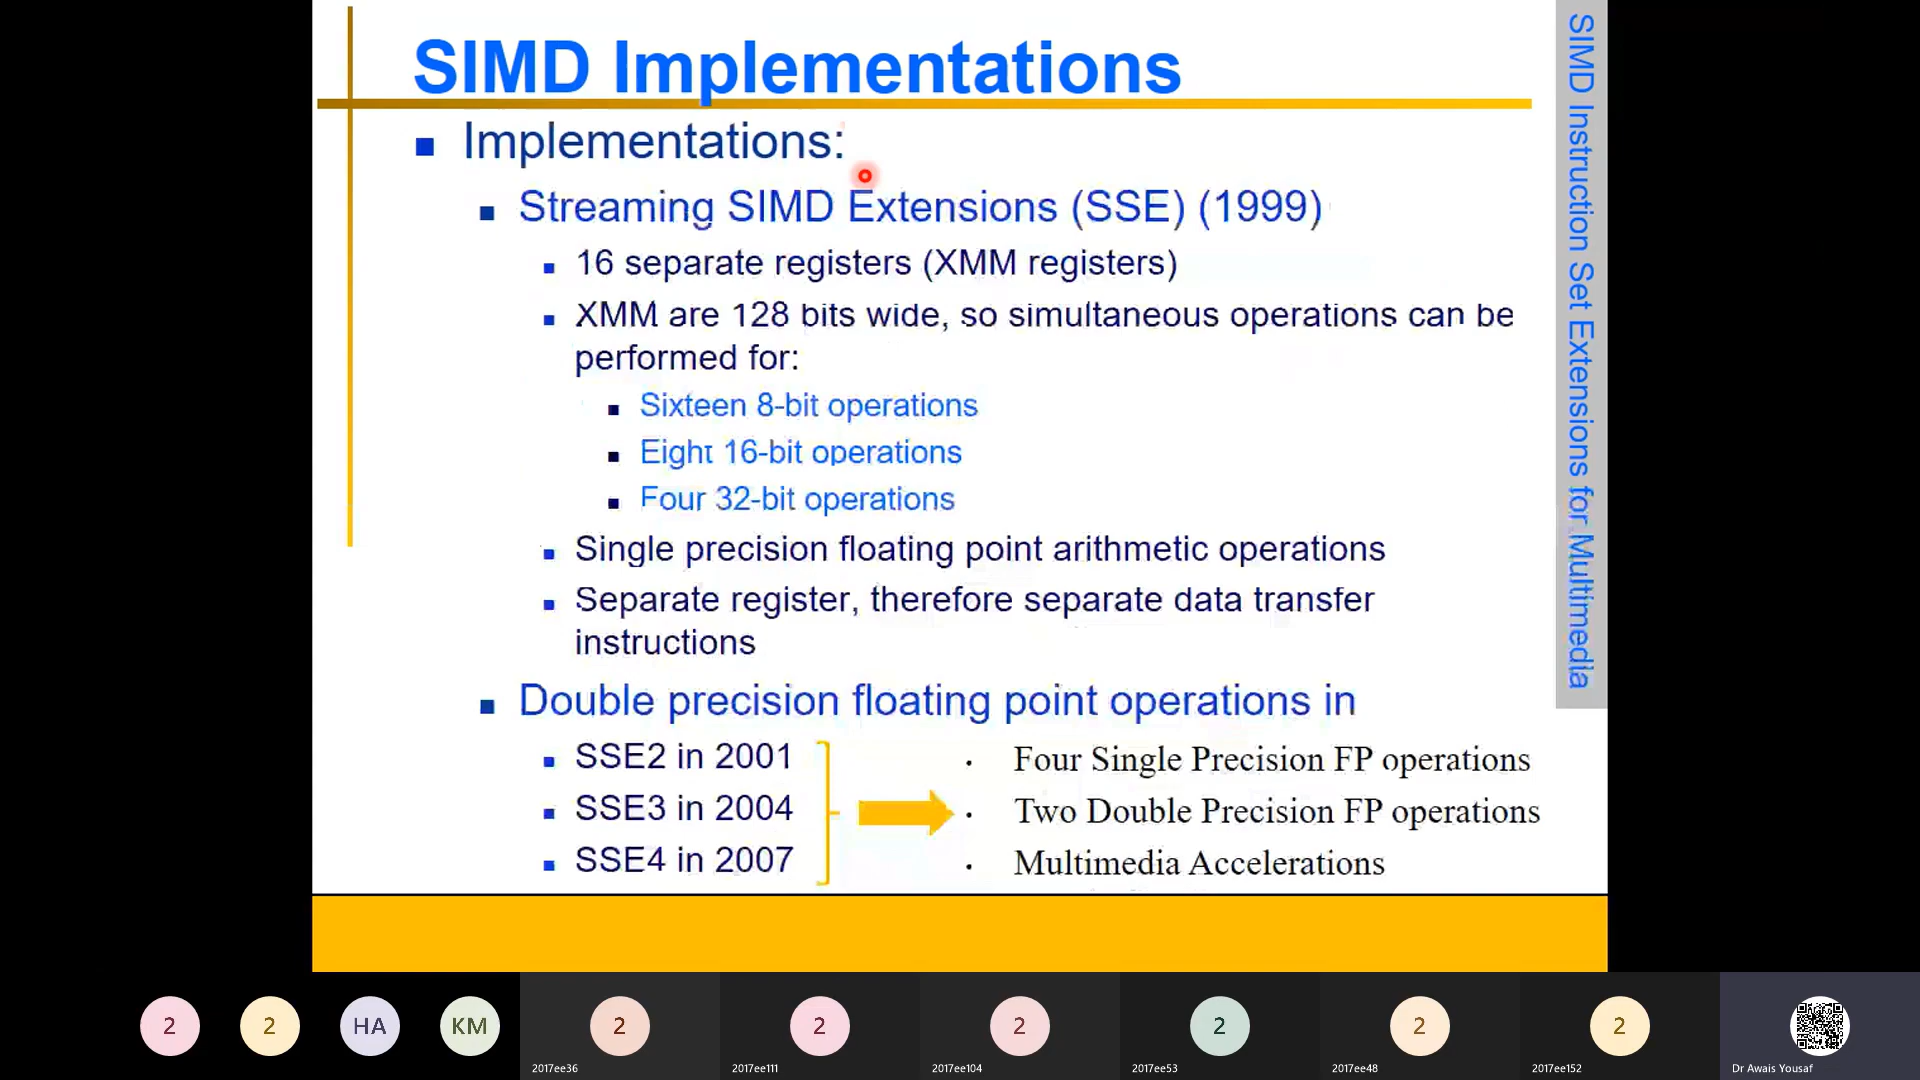 SIMD Implementations
Implementations:
Streaming SIMD Extensions (SSE) (1999)
16 separate registers (XMM registers)
XMM are 128 bits wide, so simultaneous operations can be
performed for:
Sixteen 8-bit operations
Eight 16-bit operations
Four 32-bit operations
Single precision floating point arithmetic operations
Separate register, therefore separate data transfer
instructions
Double precision floating point operations in
SSE2 in 2001
SSE3 in 2004
SSE4 in 2007
Four Single Precision FP operations
Two Double Precision FP operations
Multimedia Accelerations
SIMD Instruction Set Extensions for Multimedia
2
2
HA
KM
2
2
2
2
2
2
2017ee36
2017ee111
2017ee104
2017ee53
2017ee48
2017ee152
Dr Awais Yousaf